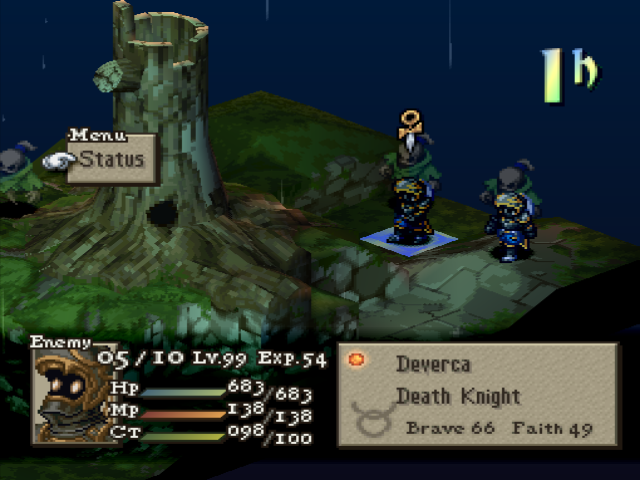 1h
Menu
Status
Enemy
05/10 Lv.99 Exp.54
Hp 683/683
Mp 138/138
Ct 098/100
Deverca
Death Knight
Brave 66 Faith 49